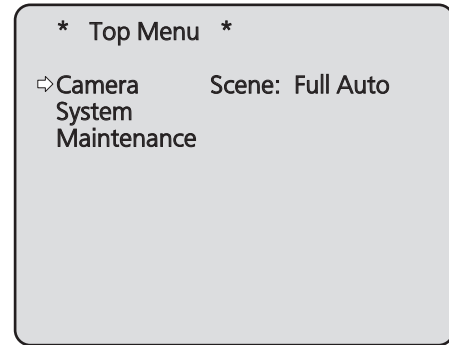 * Top Menu *
⇨Camera Scene: Full Auto
System
Maintenance